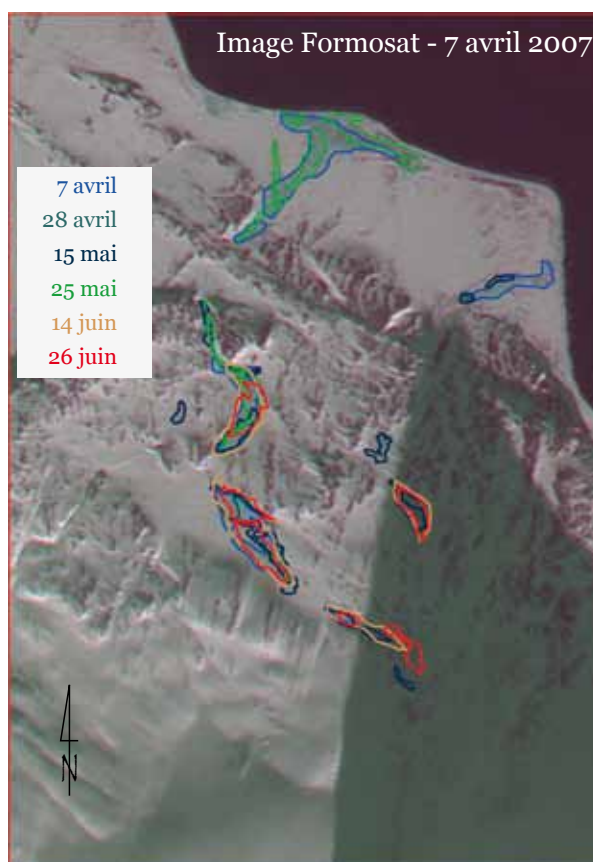 Image Formosat - 7 avril 2007
7 avril
28 avril
15 mai
25 mai
14 juin
26 juin
N